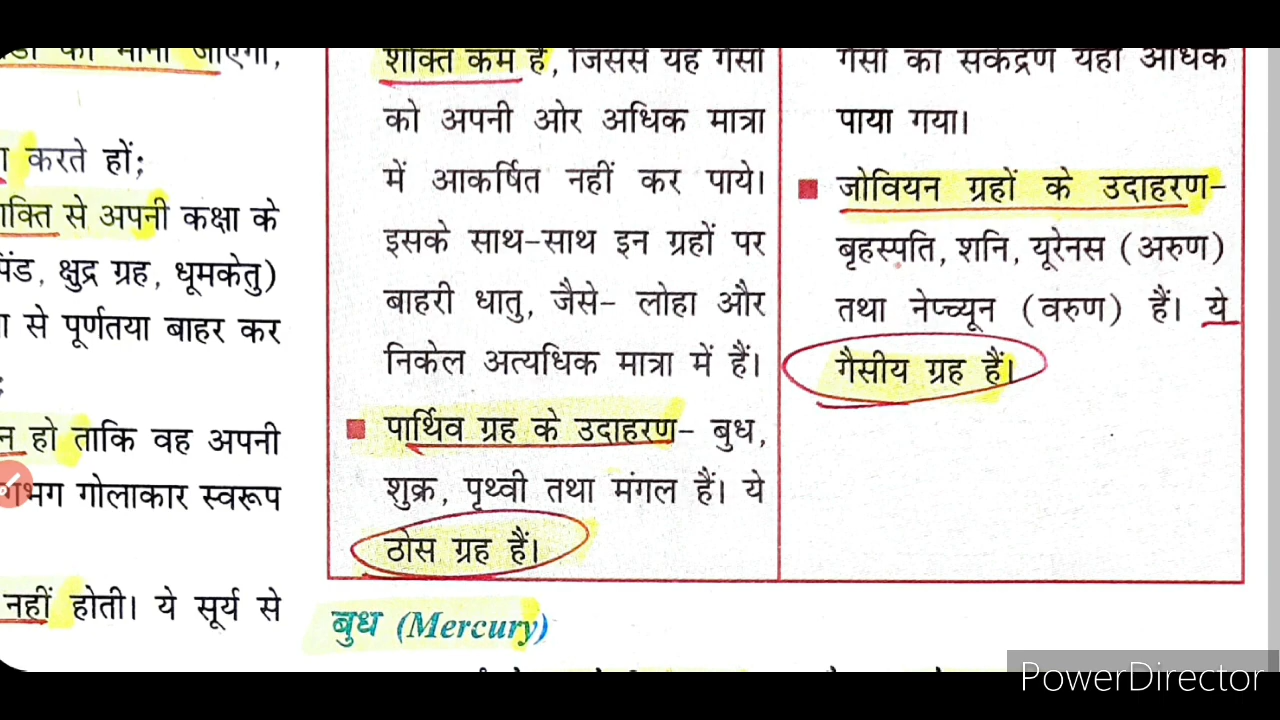 को माना जाएगा,
करते हों;
से अपनी कक्षा के
क्षुद्र ग्रह, धूमकेतु)
से पूर्णतया बाहर कर
हो ताकि वह अपनी
गोलाकार स्वरूप
नहीं होती। ये सूर्य से
शक्ति कम है, जिससे यह गैसों
को अपनी ओर अधिक मात्रा
में आकर्षित नहीं कर पाये।
इसके साथ-साथ इन ग्रहों पर
बाहरी धातु, जैसे- लोहा और
निकेल अत्यधिक मात्रा में हैं।
■ पार्थिव ग्रह के उदाहरण- बुध,
शुक्र, पृथ्वी तथा मंगल हैं। ये
ठोस ग्रह हैं।
गैसों का संकेद्रण यहाँ अधिक
पाया गया।
■ जोवियन ग्रहों के उदाहरण-
बृहस्पति, शनि, यूरेनस (अरुण)
तथा नेप्च्यून (वरुण) हैं। ये
गैसीय ग्रह हैं।
बुध (Mercury)
PowerDirector